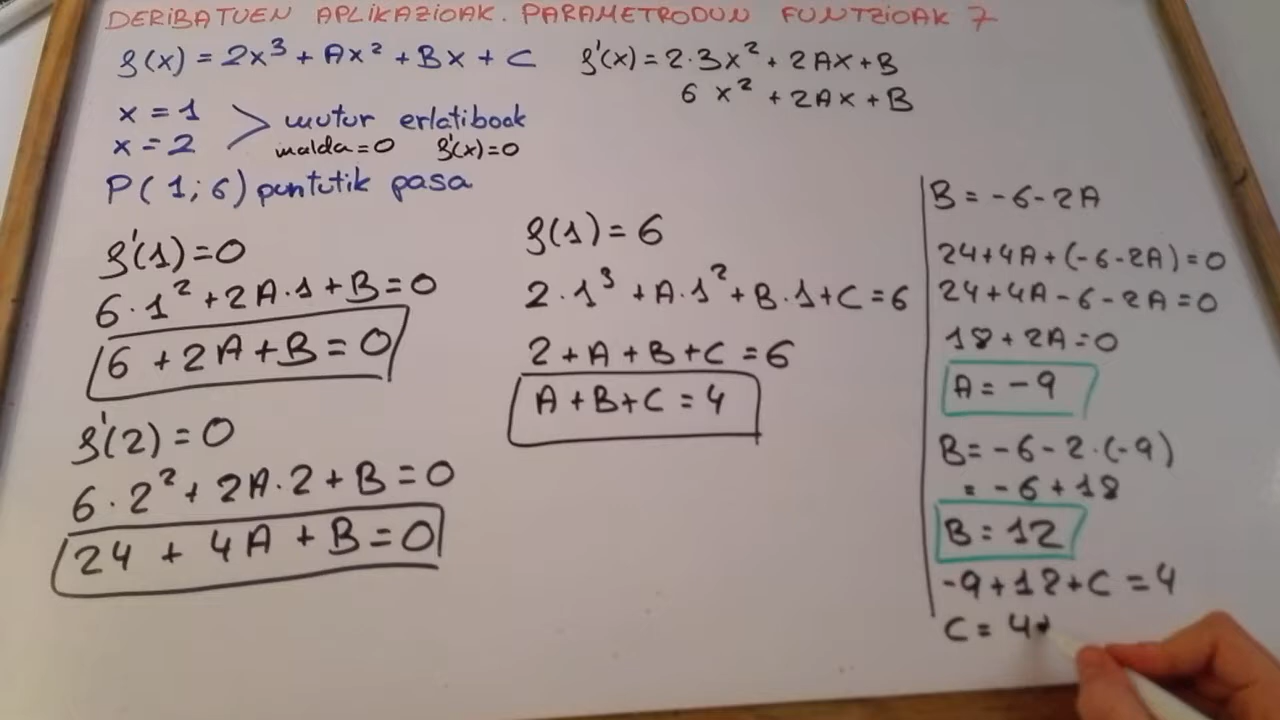 DERIBATUEN APLIKAZIOAK. PARAMETRODUN FUNTZIOAK 7
f(x) = 2x³ + Ax² + Bx + C
f'(x) = 2·3x² + 2Ax + B
6x² + 2Ax + B
x = 1
x = 2
mutur erlatiboak
malda = 0 f'(x) = 0
P(1;6) puntutik pasa
f'(1) = 0
6·1² + 2A·1 + B = 0
6 + 2A + B = 0
f'(2) = 0
6·2² + 2A·2 + B = 0
24 + 4A + B = 0
f(1) = 6
2·1³ + A·1² + B·1 + C = 6
2 + A + B + C = 6
A + B + C = 4
B = -6 - 2A
24 + 4A + (-6 - 2A) = 0
24 + 4A - 6 - 2A = 0
18 + 2A = 0
A = -9
B = -6 - 2·(-9)
= -6 + 18
B = 12
-9 + 12 + C = 4
C = 4